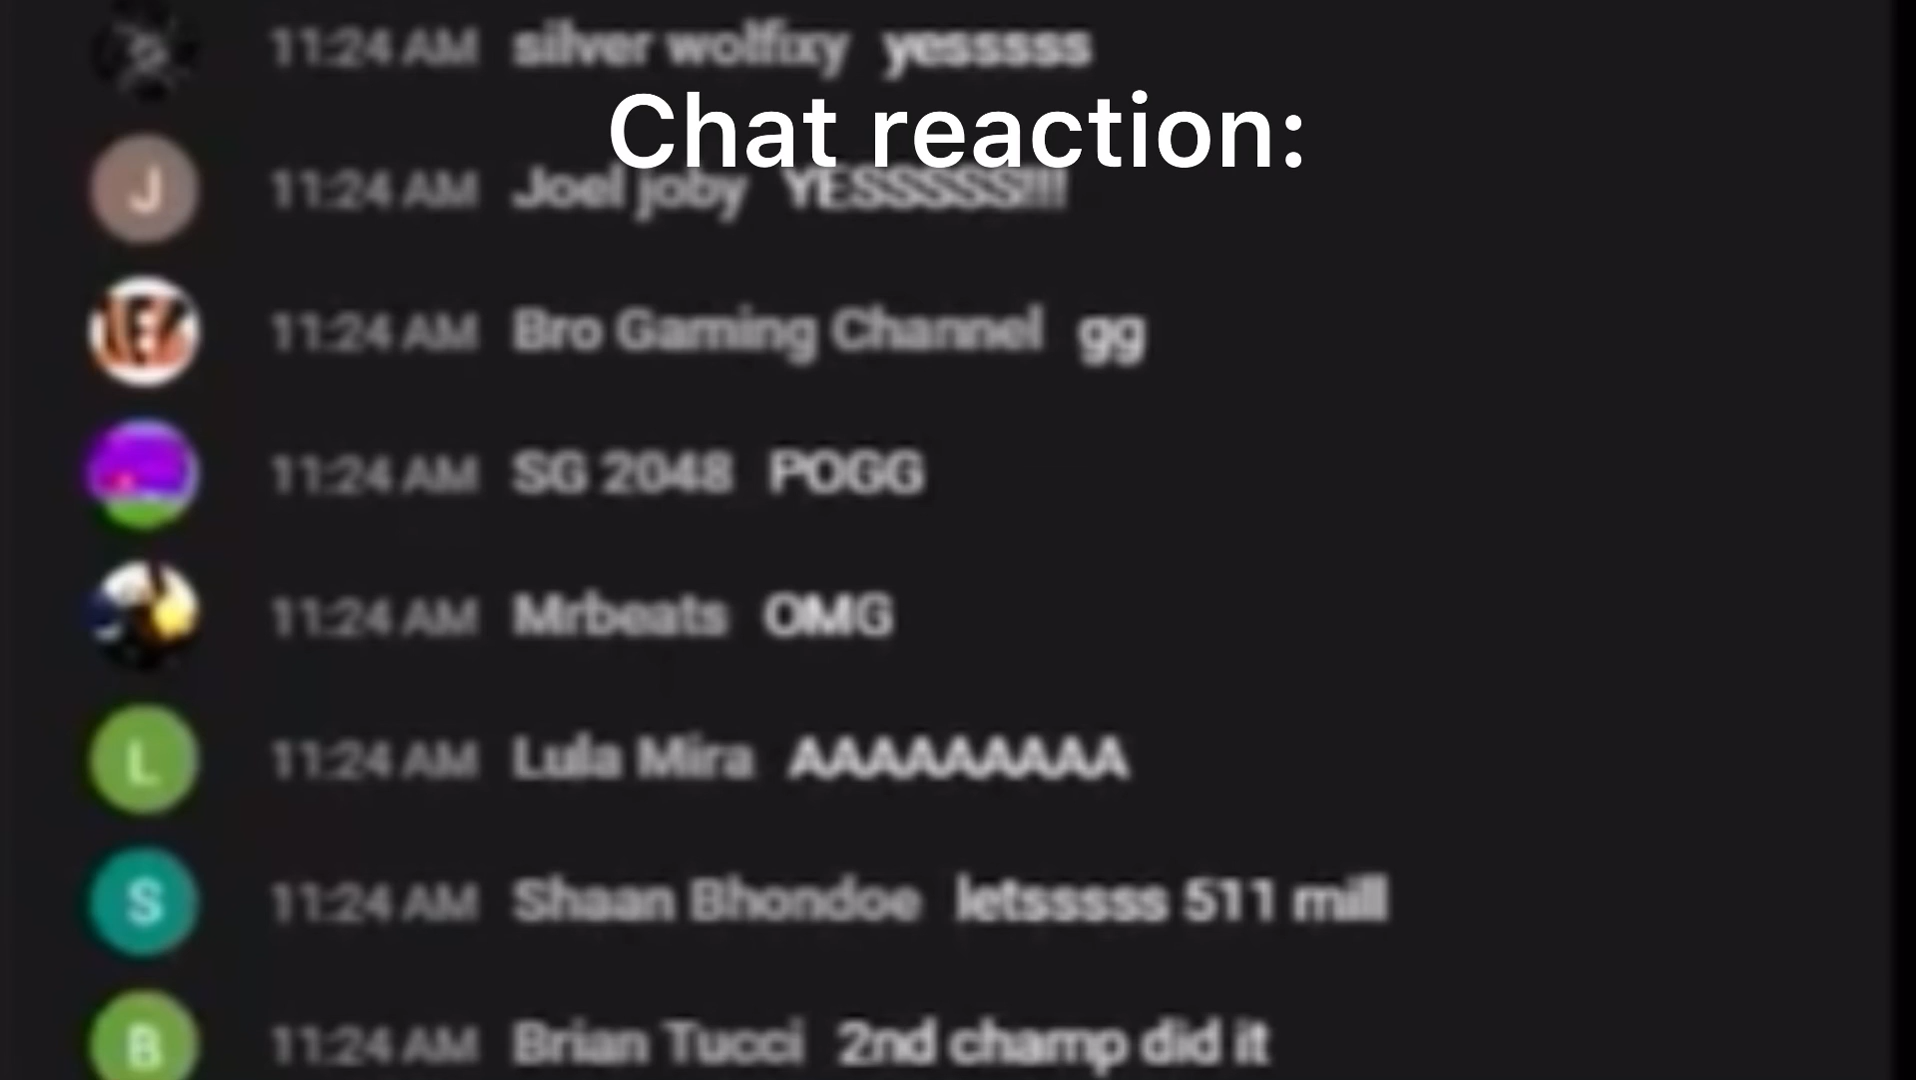 11:24 AM silver wolfixy yesssss
Chat reaction:
J 11:24 AM Joel joby YESSSSS!!!
11:24 AM Bro Gaming Channel gg
11:24 AM SG 2048 POGG
11:24 AM Mrbeats OMG
L 11:24 AM Lula Mira AAAAAAAAA
S 11:24 AM Shaan Bhondoe letsssss 511 mill
B 11:24 AM Brian Tucci 2nd champ did it